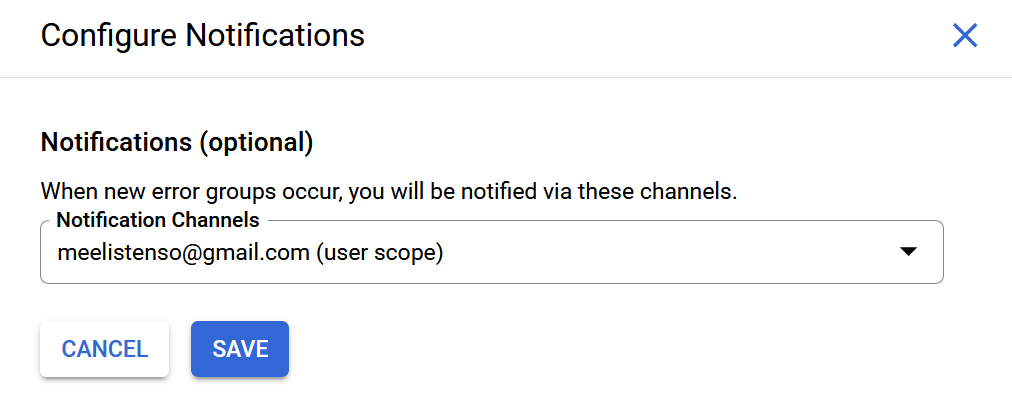 Configure Notifications
Notifications (optional)
When new error groups occur, you will be notified via these channels.
Notification Channels
meelistenso@gmail.com (user scope)
CANCEL
SAVE